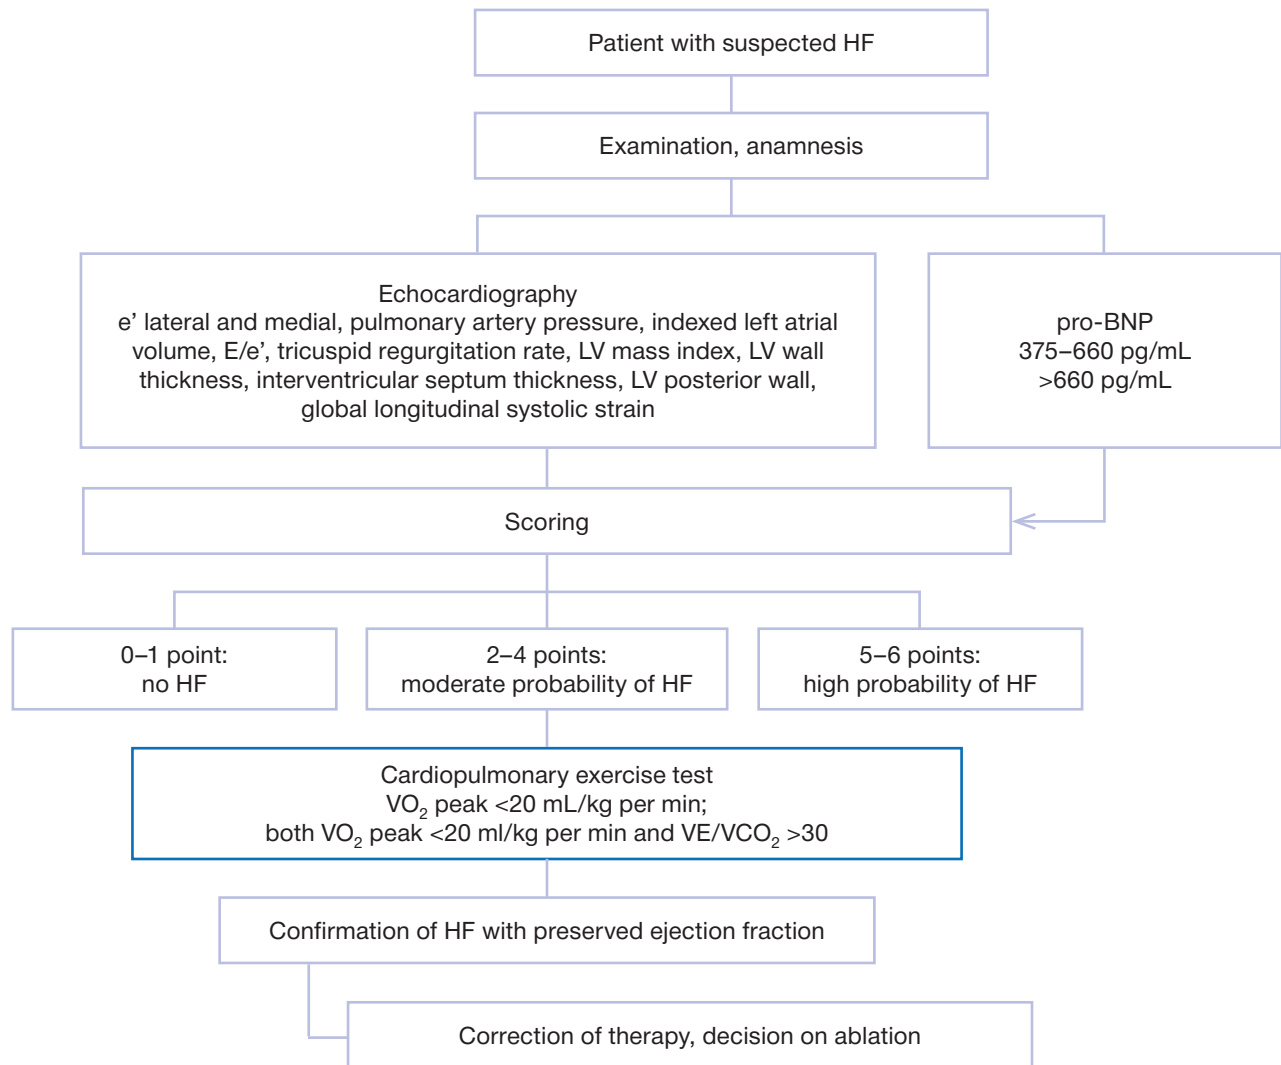 Patient with suspected HF
Examination, anamnesis
Echocardiography
e’ lateral and medial, pulmonary artery pressure, indexed left atrial
volume, E/e’, tricuspid regurgitation rate, LV mass index, LV wall
thickness, interventricular septum thickness, LV posterior wall,
global longitudinal systolic strain
pro-BNP
375–660 pg/mL
>660 pg/mL
Scoring
0–1 point:
no HF
2–4 points:
moderate probability of HF
5–6 points:
high probability of HF
Cardiopulmonary exercise test
VO₂ peak <20 mL/kg per min;
both VO₂ peak <20 ml/kg per min and VE/VCO₂ >30
Confirmation of HF with preserved ejection fraction
Correction of therapy, decision on ablation